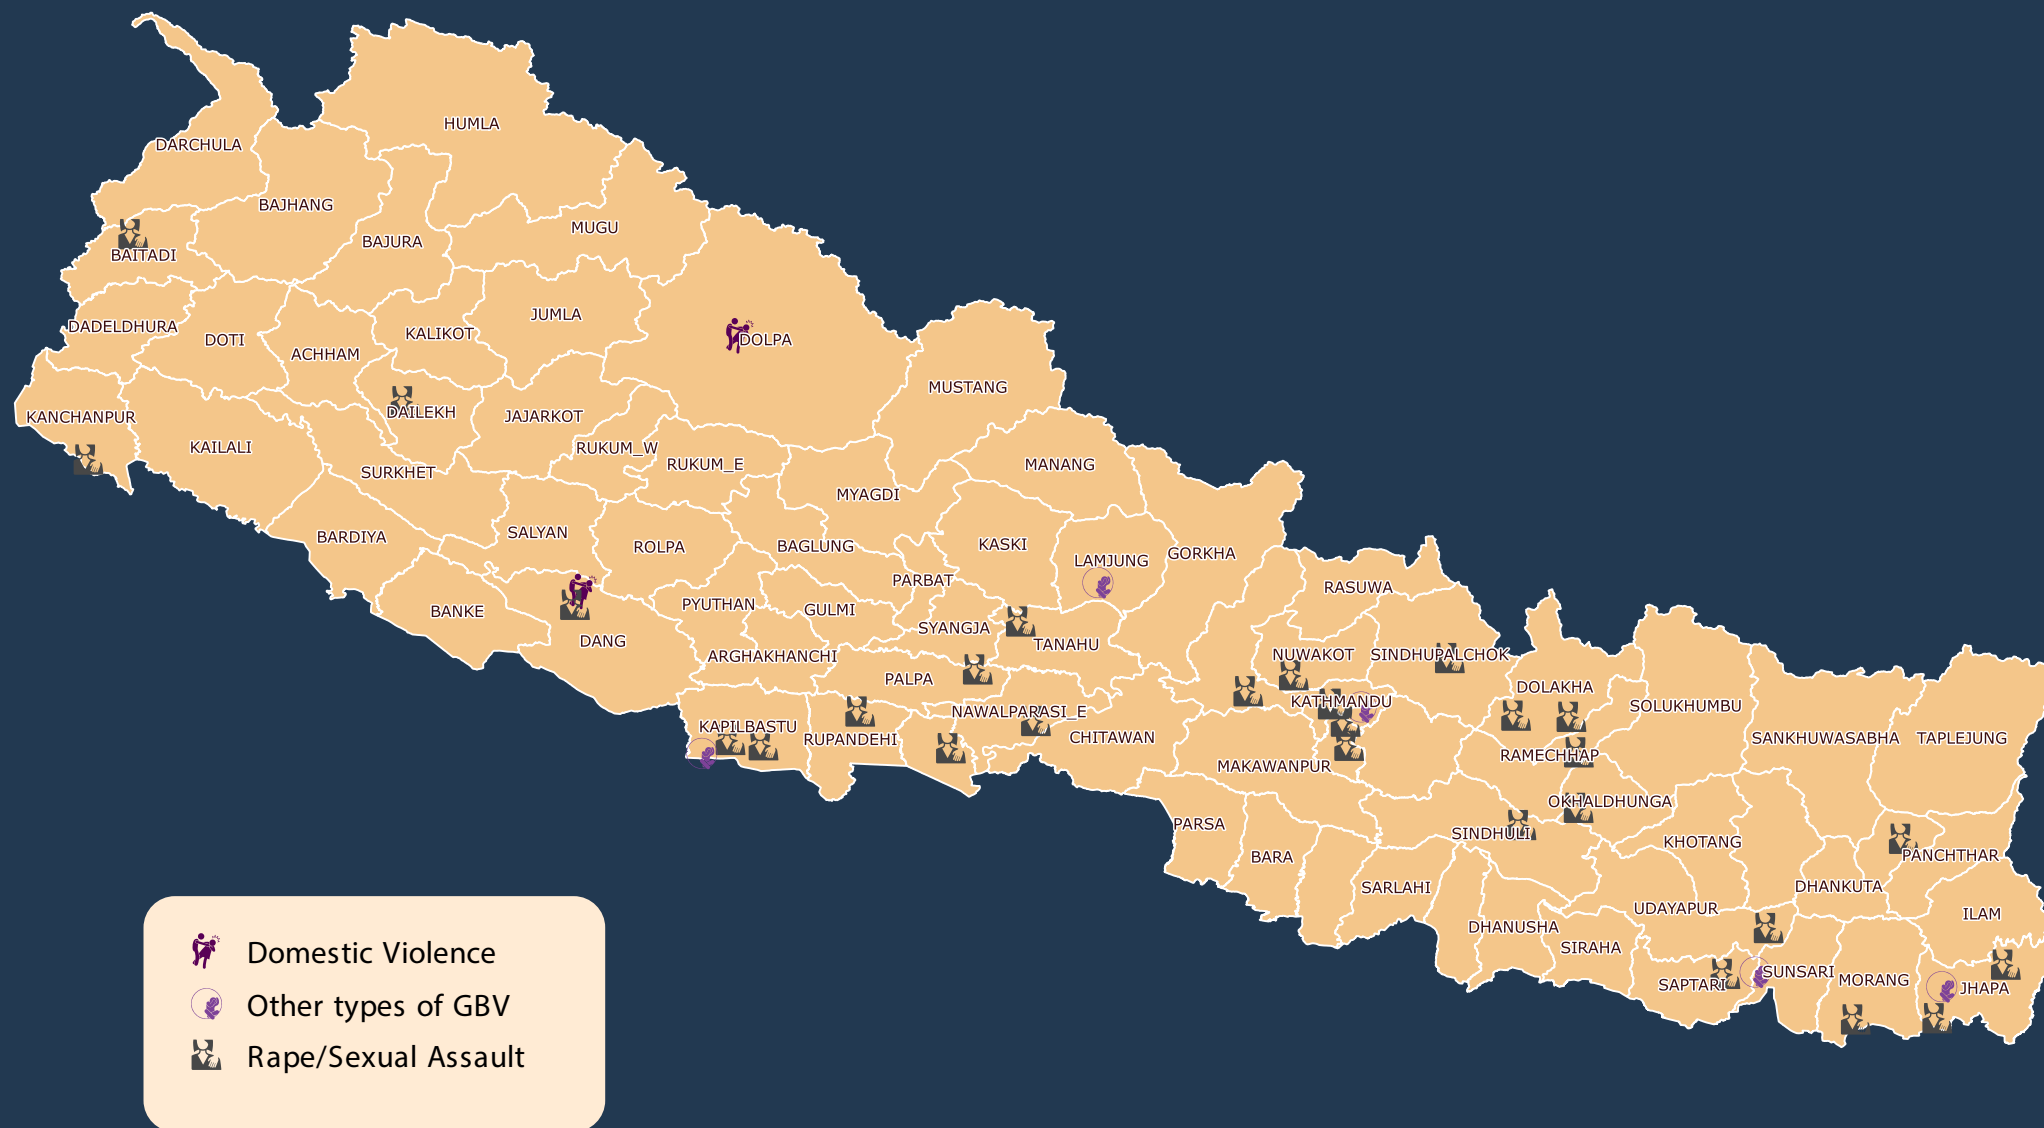 HUMLA
DARCHULA
BAJHANG
MUGU
BAJURA
BAITADI
JUMLA
DADELDHURA
KALIKOT
DOTI
DOLPA
ACHHAM
MUSTANG
DAILEKH
KANCHANPUR
JAJARKOT
KAILALI
RUKUM_W
RUKUM_E
MANANG
SURKHET
MYAGDI
SALYAN
BARDIYA
ROLPA
BAGLUNG
KASKI
GORKHA
LAMJUNG
PARBAT
RASUWA
PYUTHAN
GULMI
BANKE
SYANGJA
DANG
TANAHU
ARGHAKHANCHI
NUWAKOT
SINDHUPALCHOK
PALPA
DOLAKHA
KATHMANDU
SOLUKHUMBU
NAWALPARASI_E
KAPILBASTU
RUPANDEHI
CHITAWAN
SANKHUWASABHA
TAPLEJUNG
RAMECHHAP
MAKAWANPUR
OKHALDHUNGA
PARSA
SINDHULI
KHOTANG
BARA
PANCHTHAR
SARLAHI
DHANKUTA
UDAYAPUR
ILAM
DHANUSHA
SIRAHA
SUNSARI
MORANG
SAPTARI
JHAPA
Domestic Violence
Other types of GBV
Rape/Sexual Assault